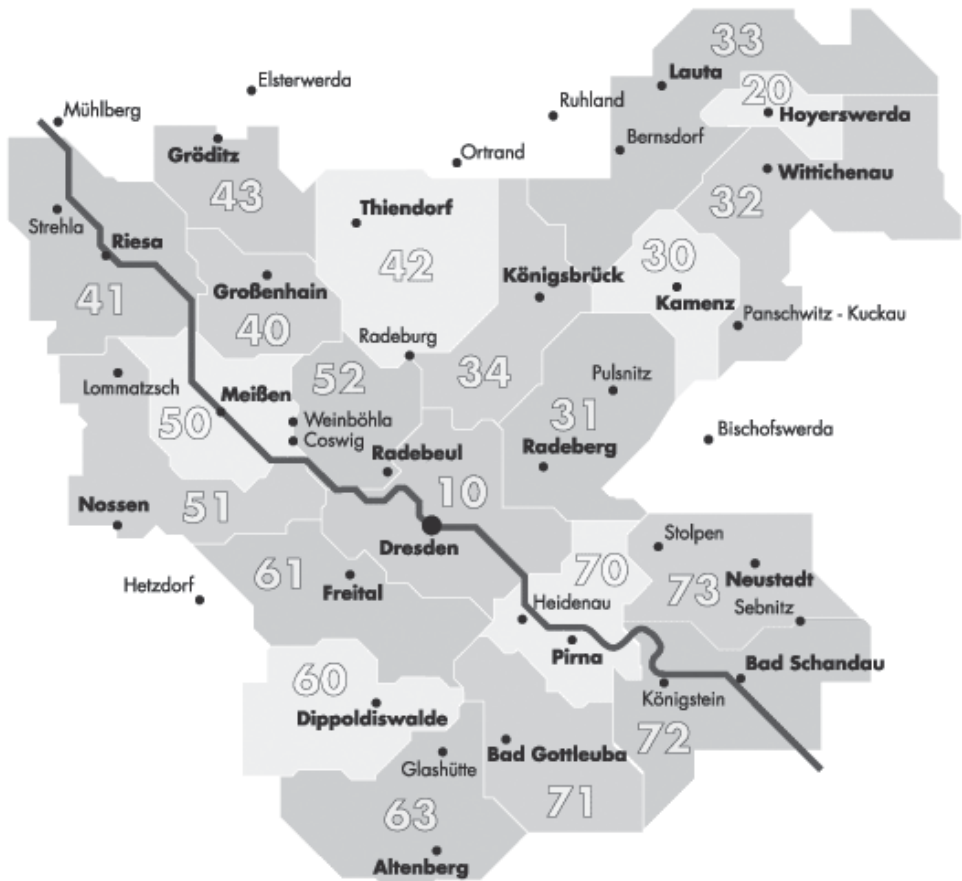 33
Lauta
Elsterwerda
20
Mühlberg
Ruhland
Hoyerswerda
Bernsdorf
Gröditz
Ortrand
Wittichenau
43
32
Thiendorf
Strehla
Riesa
42
30
Königsbrück
41
Großenhain
Kamenz
Panschwitz - Kuckau
40
Radeburg
52
34
Pulsnitz
Lommatzsch
Meißen
50
Weinböhla
31
Coswig
Bischofswerda
Radebeul
Radeberg
10
Nossen
51
Stolpen
Dresden
61
70
Neustadt
Hetzdorf
Freital
73
Heidenau
Sebnitz
Pirna
Bad Schandau
60
Königstein
Dippoldiswalde
72
Bad Gottleuba
Glashütte
71
63
Altenberg